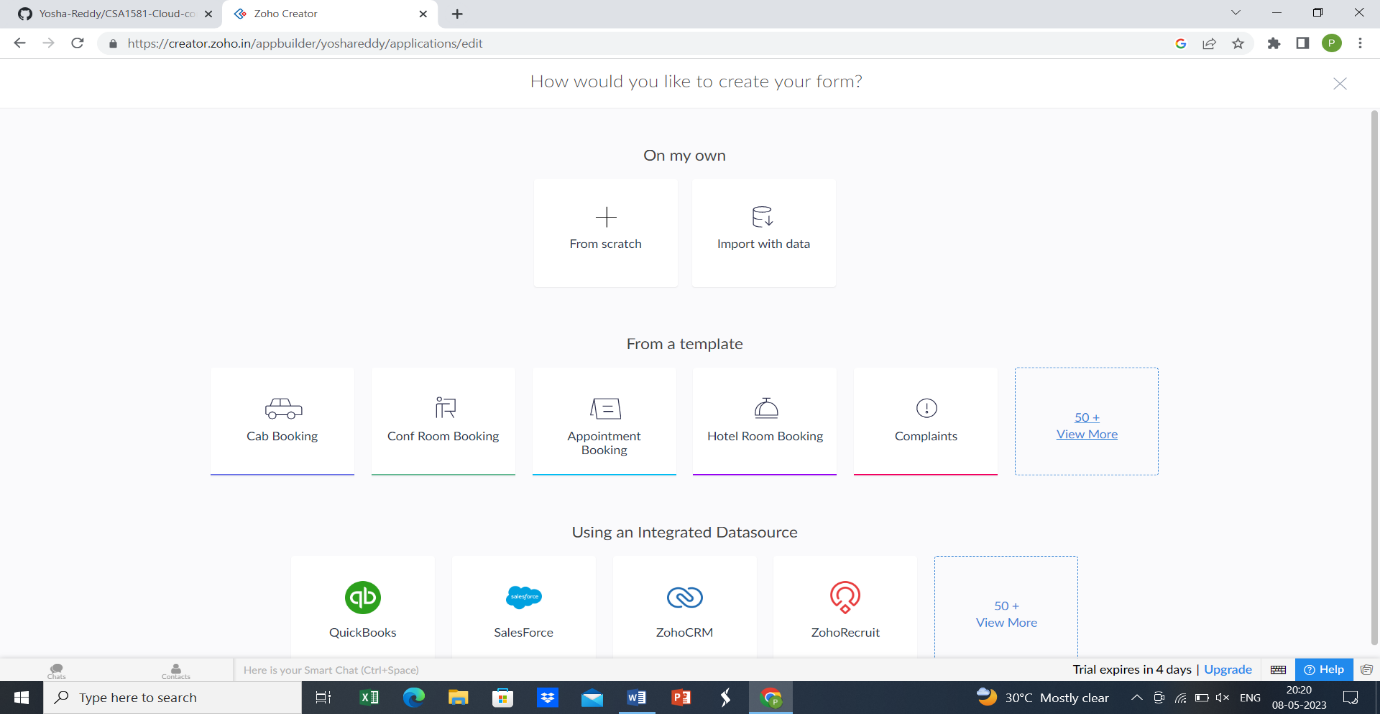 Yosha-Reddy/CSA1581-Cloud-co
Zoho Creator
https://creator.zoho.in/appbuilder/yoshareddy/applications/edit
P
How would you like to create your form?
On my own
From scratch
Import with data
From a template
Cab Booking
Conf Room Booking
Appointment
Booking
Hotel Room Booking
Complaints
50 +
View More
Using an Integrated Datasource
qb
QuickBooks
salesforce
SalesForce
ZohoCRM
ZohoRecruit
50 +
View More
Chats
Contacts
Here is your Smart Chat (Ctrl+Space)
Trial expires in 4 days | Upgrade
Help
Type here to search
30°C Mostly clear
ENG
20:20
08-05-2023